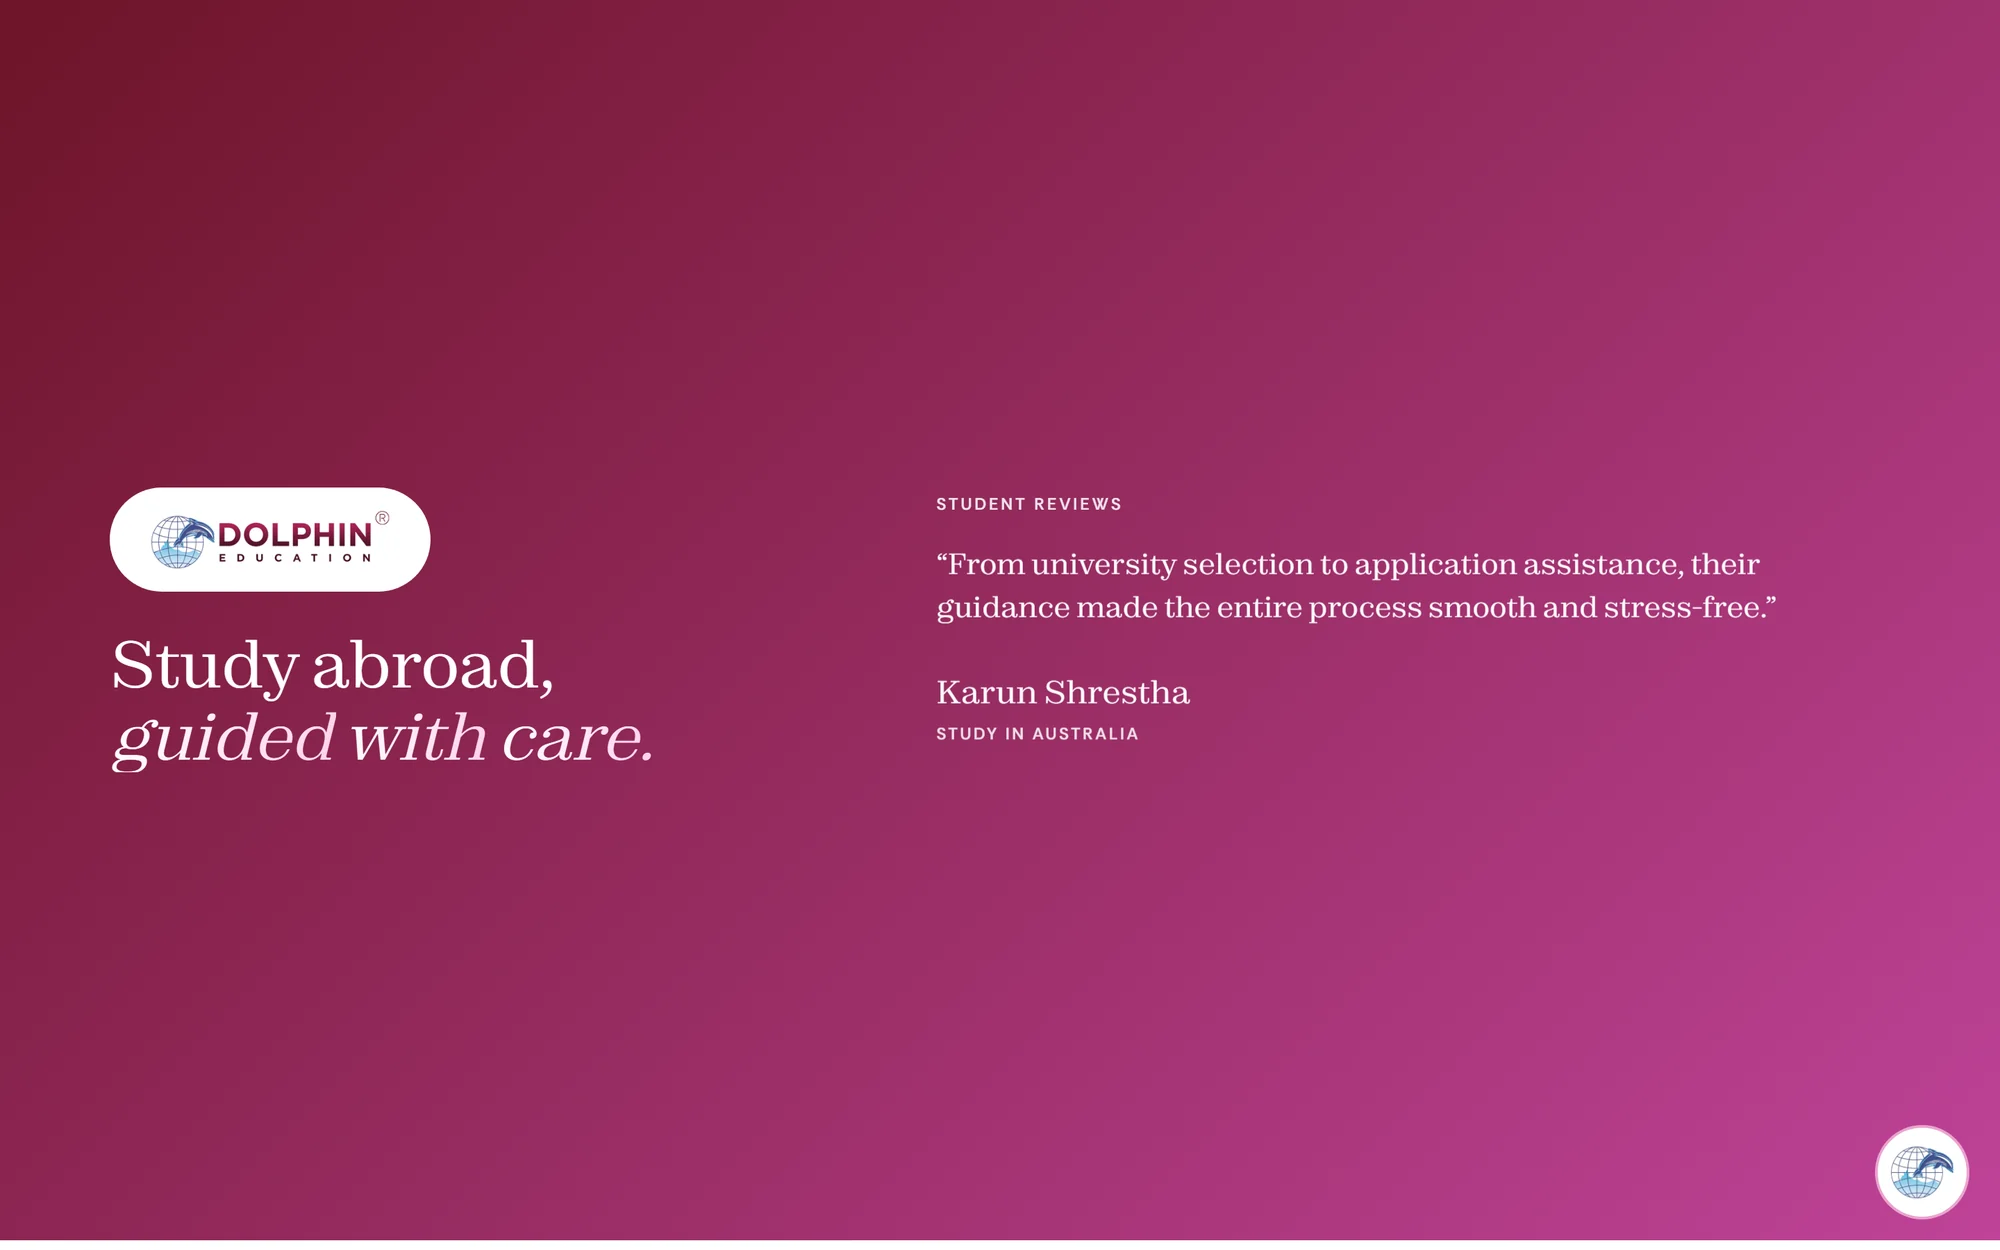 DOLPHIN®
EDUCATION
Study abroad,
guided with care.
STUDENT REVIEWS
“From university selection to application assistance, their
guidance made the entire process smooth and stress-free.”
Karun Shrestha
STUDY IN AUSTRALIA